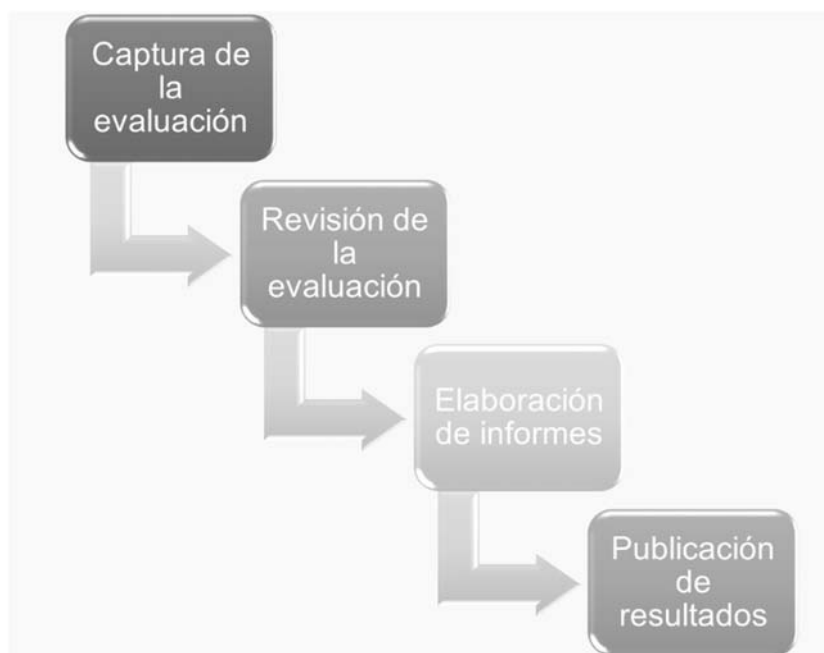 Captura de
la
evaluación
Revisión de
la
evaluación
Elaboración
de informes
Publicación
de
resultados